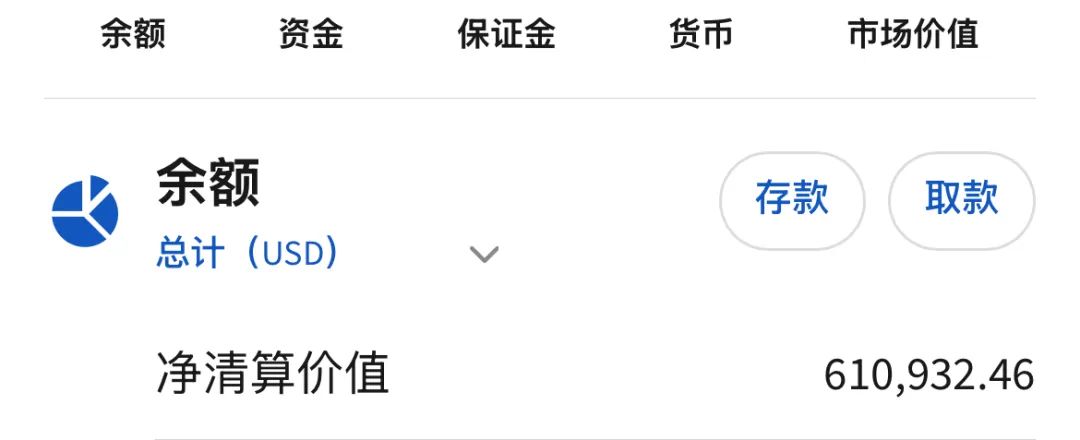 余额 资金 保证金 货币 市场价值
余额 存款 取款
总计（USD）
净清算价值 610,932.46